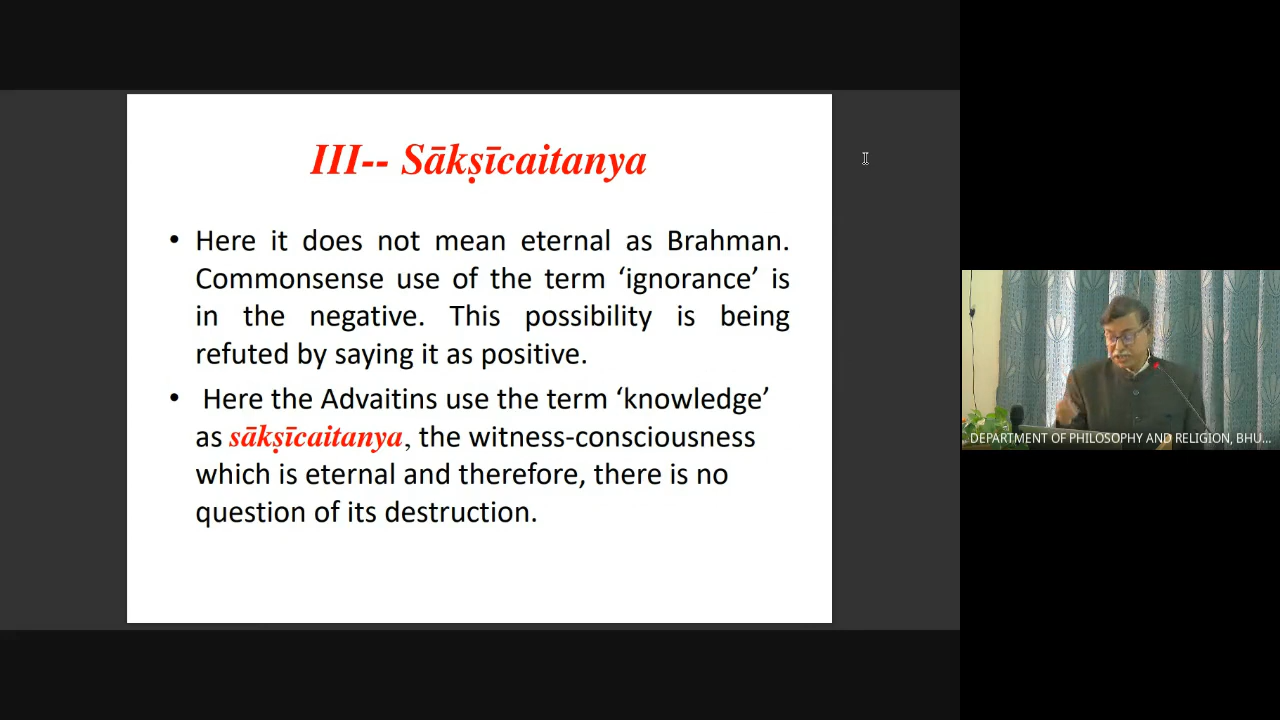 III-- Sākṣīcaitanya
• Here it does not mean eternal as Brahman.
Commonsense use of the term ‘ignorance’ is
in the negative. This possibility is being
refuted by saying it as positive.
• Here the Advaitins use the term ‘knowledge’
as sākṣīcaitanya, the witness-consciousness
which is eternal and therefore, there is no
question of its destruction.
DEPARTMENT OF PHILOSOPHY AND RELIGION, BHU...